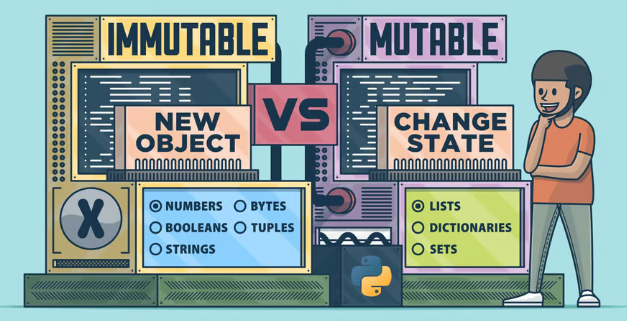 IMMUTABLE
VS
MUTABLE
NEW
OBJECT
CHANGE
STATE
X
NUMBERS
BYTES
BOOLEANS
TUPLES
STRINGS
LISTS
DICTIONARIES
SETS